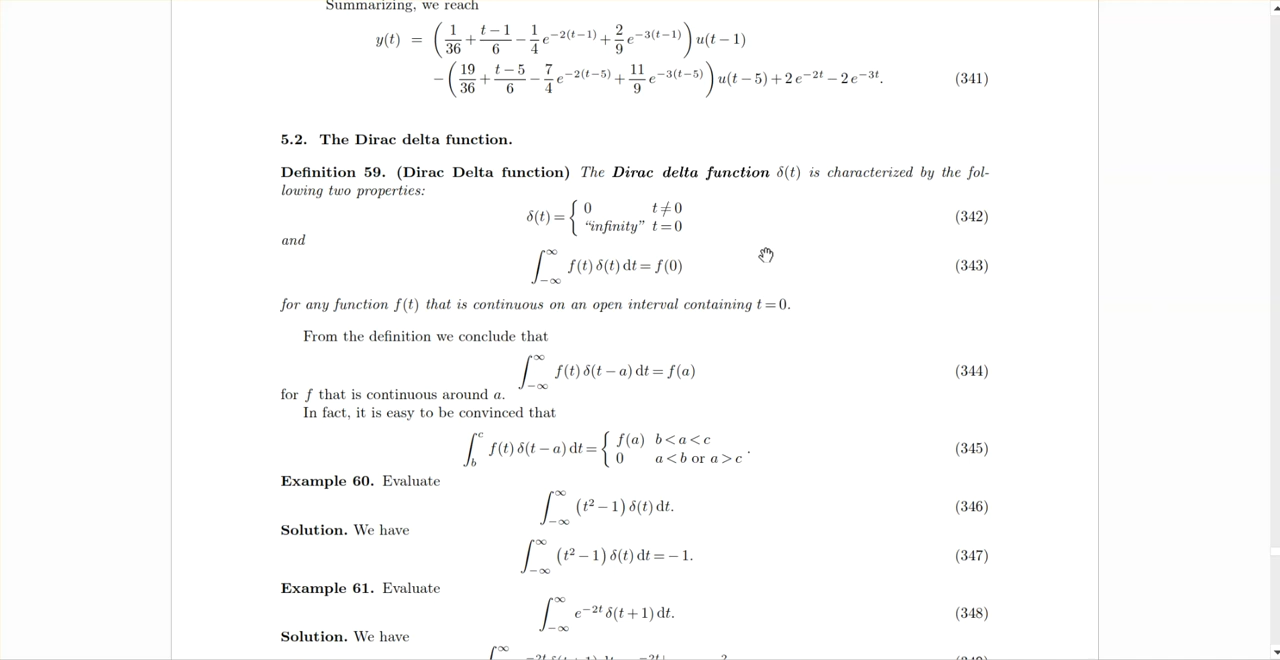 Summarizing, we reach
y(t) = (1/36 + t−1/6 − 1/4 e^{−2(t−1)} + 2/9 e^{−3(t−1)}) u(t−1)
−(19/36 + t−5/6 − 7/4 e^{−2(t−5)} + 11/9 e^{−3(t−5)}) u(t−5) + 2 e^{−2t} − 2 e^{−3t}. (341)
5.2. The Dirac delta function.
Definition 59. (Dirac Delta function) The Dirac delta function δ(t) is characterized by the fol-
lowing two properties:
δ(t) = { 0 t ≠ 0
“infinity” t = 0 (342)
and
∫_{−∞}^{∞} f(t) δ(t) dt = f(0) (343)
for any function f(t) that is continuous on an open interval containing t = 0.
From the definition we conclude that
∫_{−∞}^{∞} f(t) δ(t − a) dt = f(a) (344)
for f that is continuous around a.
In fact, it is easy to be convinced that
∫_{b}^{c} f(t) δ(t − a) dt = { f(a) b < a < c
0 a < b or a > c . (345)
Example 60. Evaluate
∫_{−∞}^{∞} (t² − 1) δ(t) dt. (346)
Solution. We have
∫_{−∞}^{∞} (t² − 1) δ(t) dt = − 1. (347)
Example 61. Evaluate
∫_{−∞}^{∞} e^{−2t} δ(t + 1) dt. (348)
Solution. We have